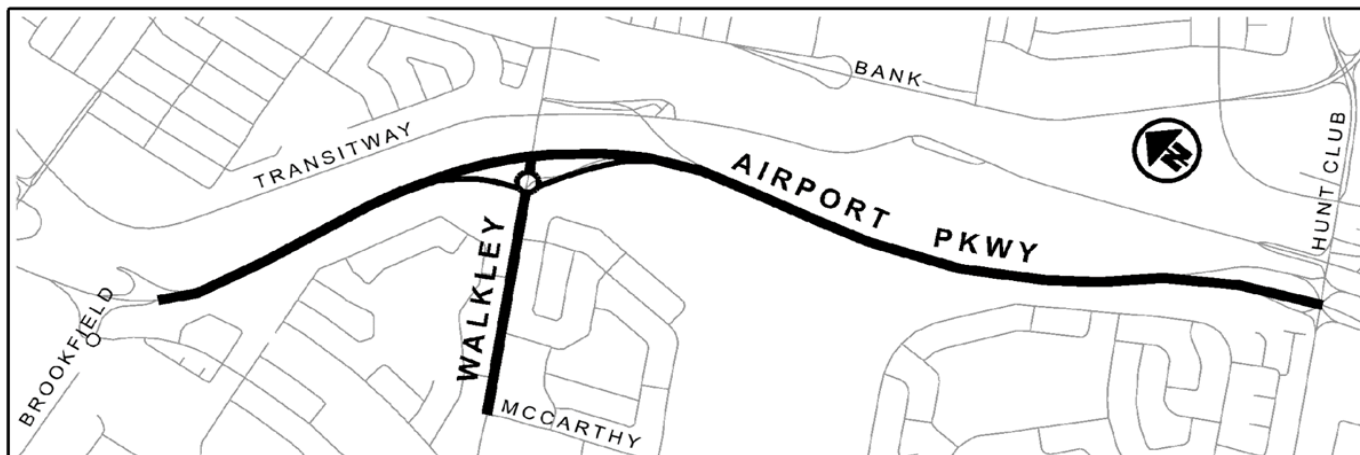 BANK
TRANSITWAY
AIRPORT PKWY
HUNT CLUB
WALKLEY
BROOKFIELD
MCCARTHY
N